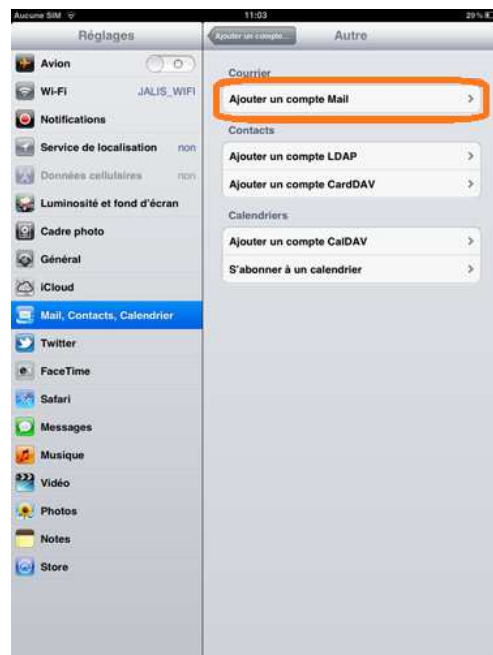 Aucune SIM
11:03
29 %
Réglages
Ajouter un compte...
Autre
Avion
Wi-Fi
JALIS_WIFI
Notifications
Service de localisation
non
Données cellulaires
non
Luminosité et fond d'écran
Cadre photo
Général
iCloud
Mail, Contacts, Calendrier
Twitter
FaceTime
Safari
Messages
Musique
Vidéo
Photos
Notes
Store
Courrier
Ajouter un compte Mail
Contacts
Ajouter un compte LDAP
Ajouter un compte CardDAV
Calendriers
Ajouter un compte CalDAV
S'abonner à un calendrier